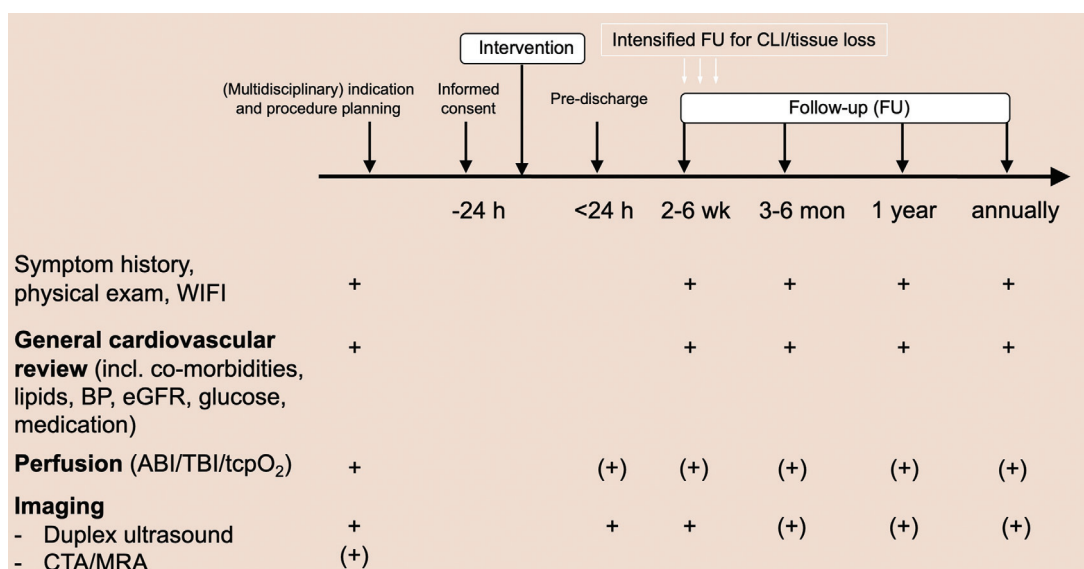 Intervention
Intensified FU for CLI/tissue loss
(Multidisciplinary) indication
and procedure planning
Informed
consent
Pre-discharge
Follow-up (FU)
-24 h
<24 h
2-6 wk
3-6 mon
1 year
annually
Symptom history,
physical exam, WIFI
+ + + + +
General cardiovascular
review (incl. co-morbidities,
lipids, BP, eGFR, glucose,
medication)
+ + + + +
Perfusion (ABI/TBI/tcpO₂) + (+) (+) (+) (+) (+)
Imaging
- Duplex ultrasound + + + (+) (+) (+)
- CTA/MRA (+)